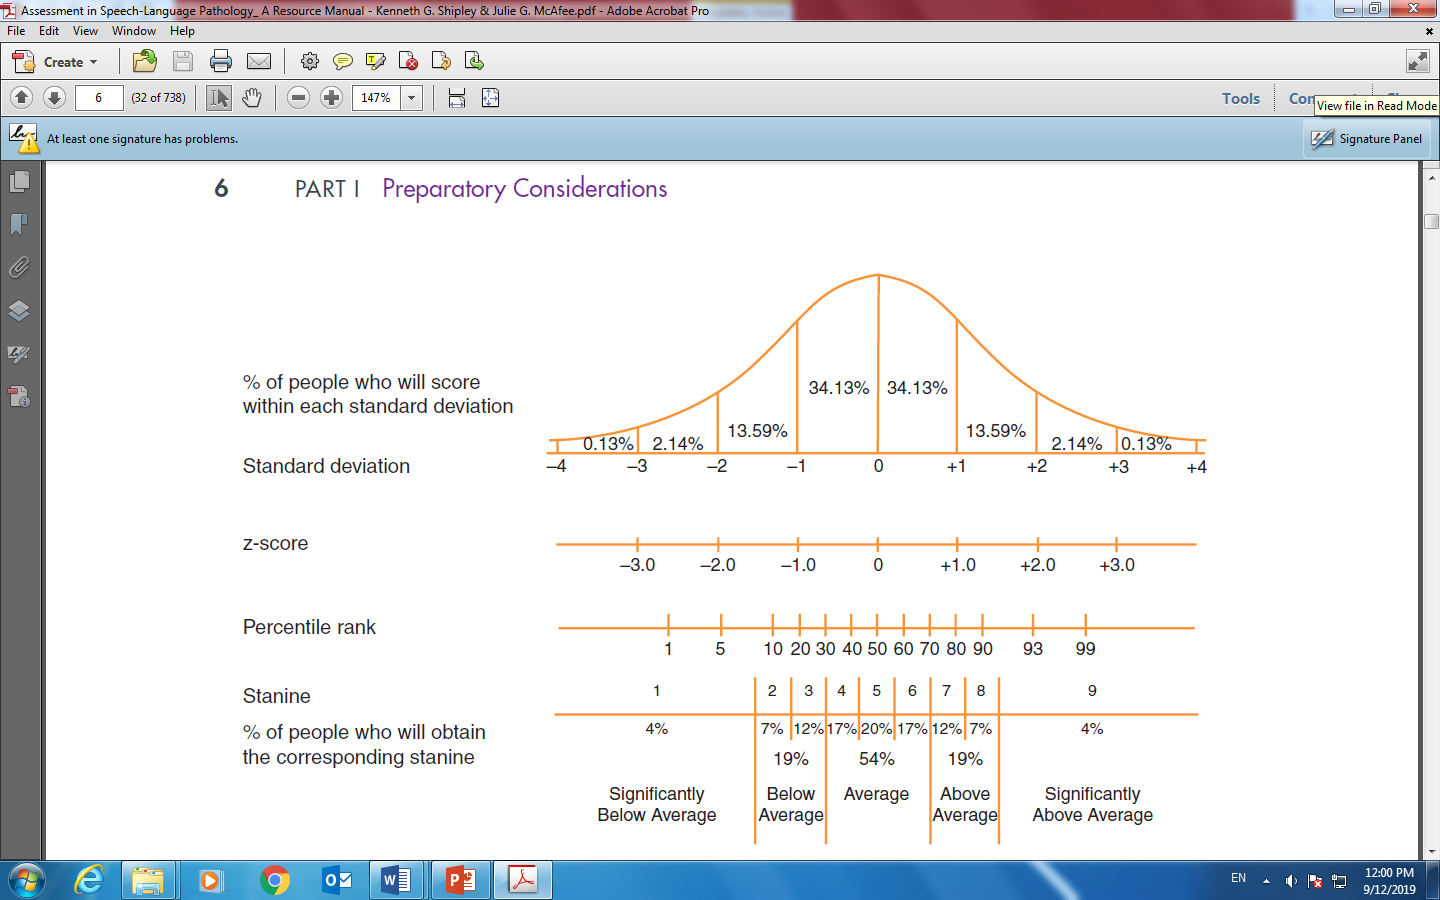 Assessment in Speech-Language Pathology_ A Resource Manual - Kenneth G. Shipley & Julie G. McAfee.pdf - Adobe Acrobat Pro
File Edit View Window Help
Create
6 (32 of 738) 147% Tools
View file in Read Mode
At least one signature has problems. Signature Panel
6 PART I Preparatory Considerations
% of people who will score
within each standard deviation
34.13% 34.13%
13.59% 13.59%
0.13% 2.14% 2.14% 0.13%
Standard deviation –4 –3 –2 –1 0 +1 +2 +3 +4
z-score
–3.0 –2.0 –1.0 0 +1.0 +2.0 +3.0
Percentile rank
1 5 10 20 30 40 50 60 70 80 90 93 99
Stanine 1 2 3 4 5 6 7 8 9
% of people who will obtain
the corresponding stanine
4% 7% 12% 17% 20% 17% 12% 7% 4%
19% 54% 19%
Significantly Below Average Above Significantly
Below Average Average Average Above Average
EN 12:00 PM
9/12/2019